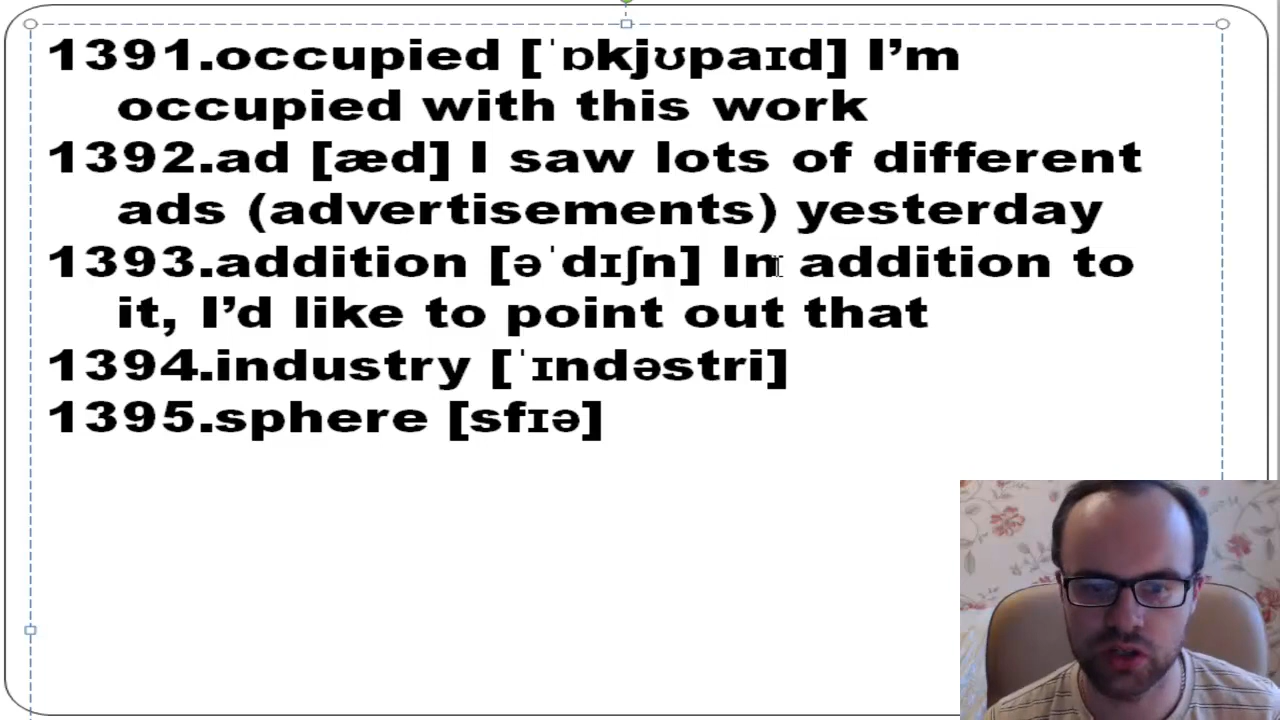 1391.occupied [ˈɒkjʊpaɪd] I’m
occupied with this work
1392.ad [æd] I saw lots of different
ads (advertisements) yesterday
1393.addition [əˈdɪʃn] In addition to
it, I’d like to point out that
1394.industry [ˈɪndəstri]
1395.sphere [sfɪə]